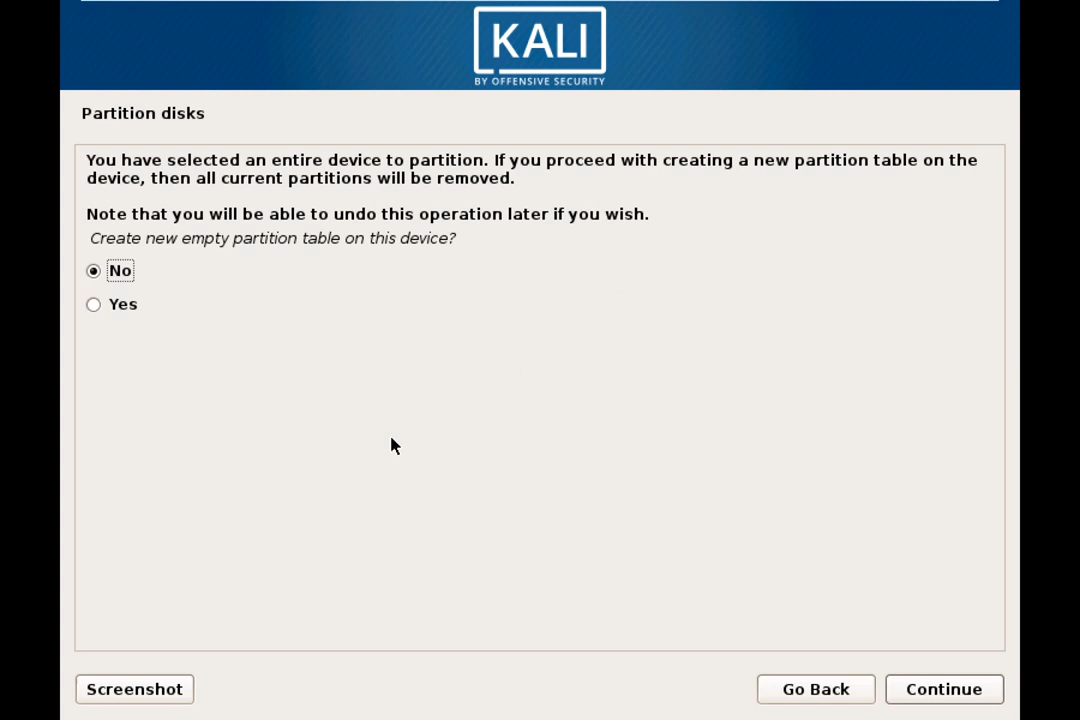 KALI
BY OFFENSIVE SECURITY
Partition disks
You have selected an entire device to partition. If you proceed with creating a new partition table on the
device, then all current partitions will be removed.
Note that you will be able to undo this operation later if you wish.
Create new empty partition table on this device?
No
Yes
Screenshot
Go Back
Continue